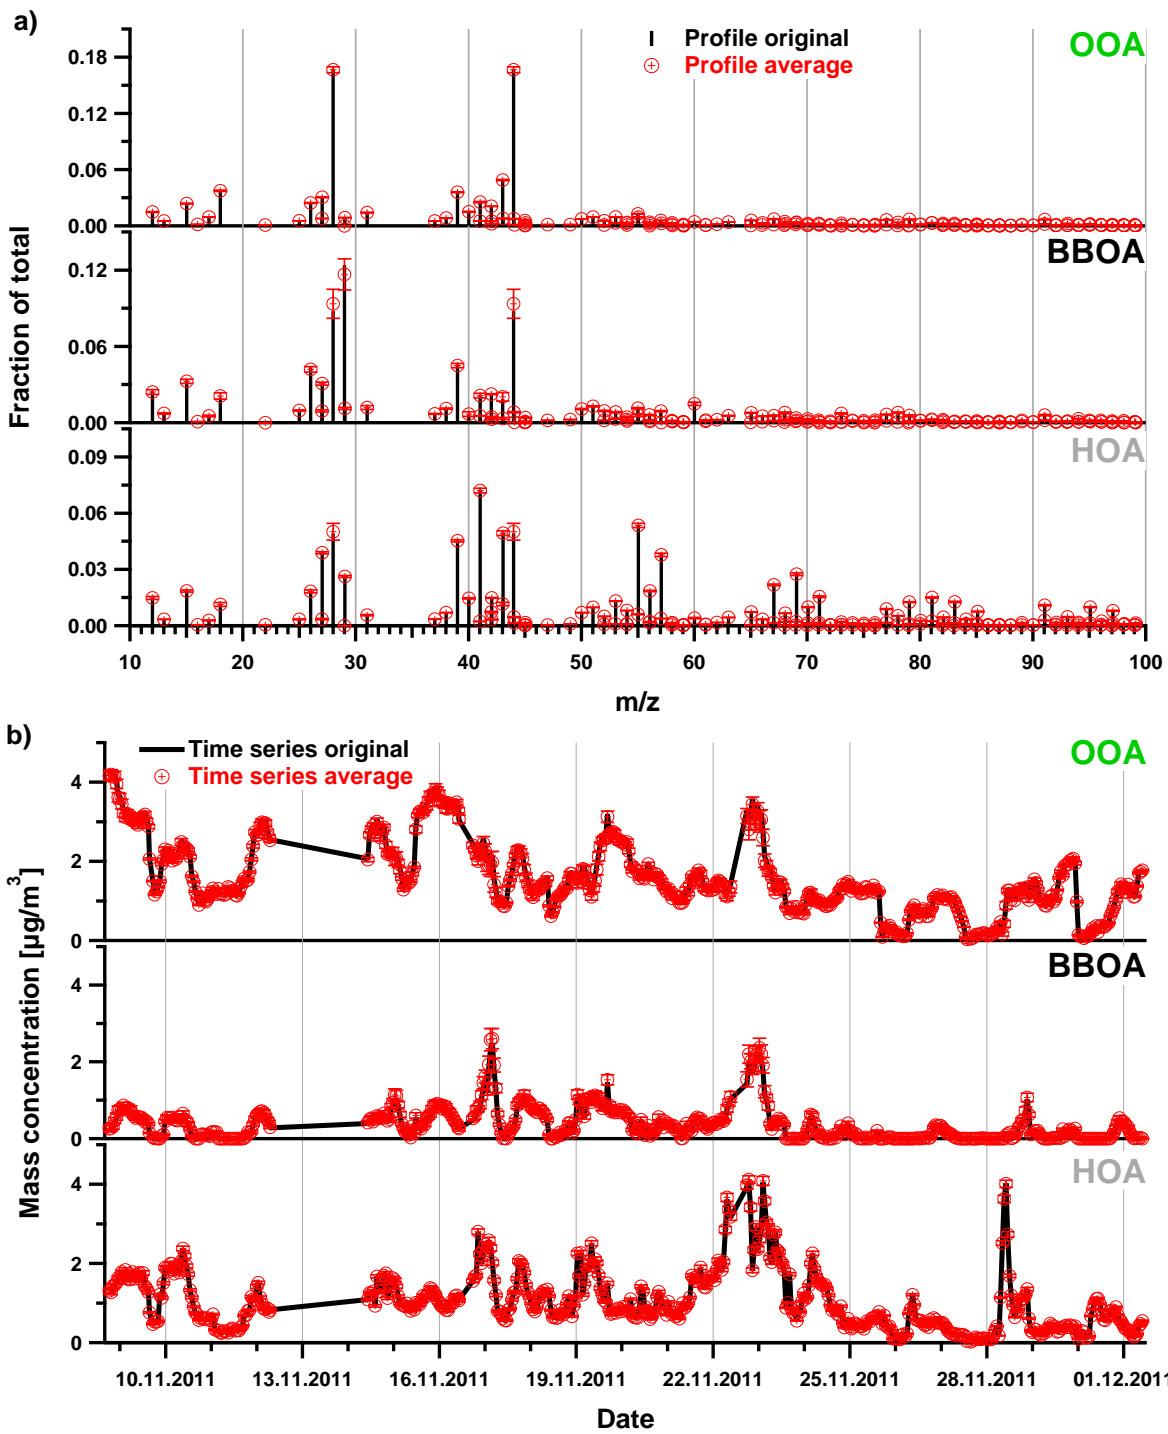 a)
Profile original
Profile average
OOA
0.18
0.12
0.06
0.00
BBOA
0.12
0.06
0.00
HOA
0.09
0.06
0.03
0.00
Fraction of total
10 20 30 40 50 60 70 80 90 100
m/z
b)
Time series original
Time series average
OOA
4
2
0
BBOA
4
2
0
HOA
4
2
0
Mass concentration [µg/m³]
10.11.2011 13.11.2011 16.11.2011 19.11.2011 22.11.2011 25.11.2011 28.11.2011 01.12.2011
Date